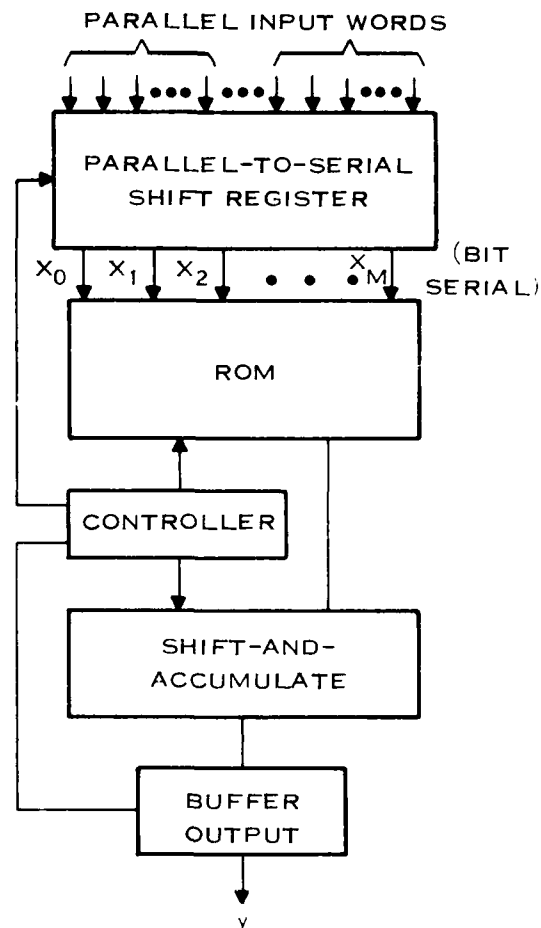 PARALLEL INPUT WORDS
PARALLEL-TO-SERIAL
SHIFT REGISTER
X0 X1 X2 XM (BIT
SERIAL)
ROM
CONTROLLER
SHIFT-AND-
ACCUMULATE
BUFFER
OUTPUT
y